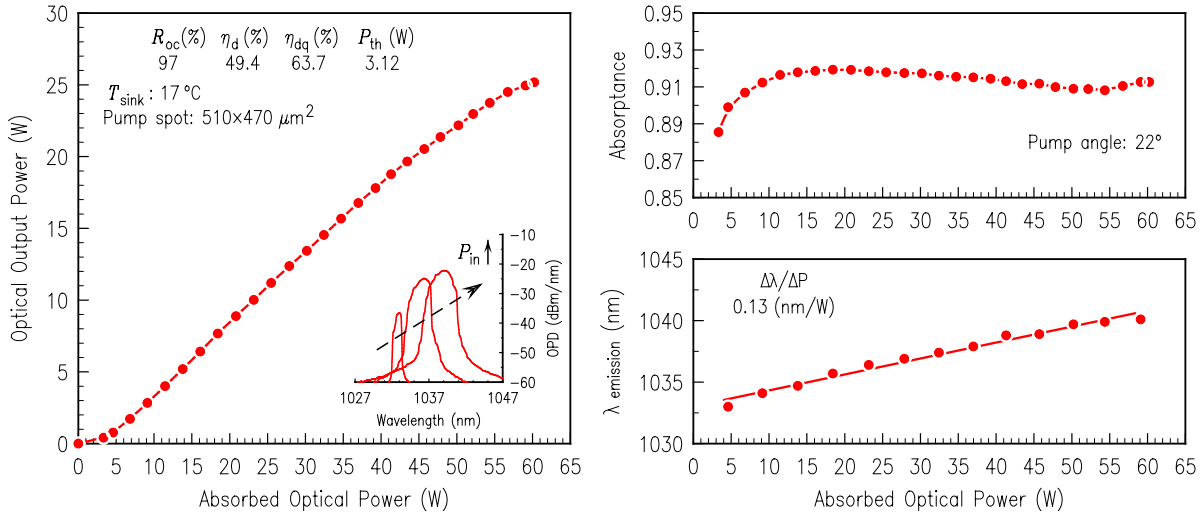 30
25
20
15
10
5
0
Optical Output Power (W)
R_oc(%) η_d (%) η_dq (%) P_th (W)
97 49.4 63.7 3.12
T_sink : 17 °C
Pump spot: 510×470 μm²
P_in
−10
−20
−30
−40
−50
−60
OPD (dBm/nm)
1027 1037 1047
Wavelength (nm)
0 5 10 15 20 25 30 35 40 45 50 55 60 65
Absorbed Optical Power (W)
0.95
0.93
0.91
0.89
0.87
0.85
Absorptance
Pump angle: 22°
0 5 10 15 20 25 30 35 40 45 50 55 60 65
1045
1040
1035
1030
λ emission (nm)
Δλ/ΔP
0.13 (nm/W)
0 5 10 15 20 25 30 35 40 45 50 55 60 65
Absorbed Optical Power (W)